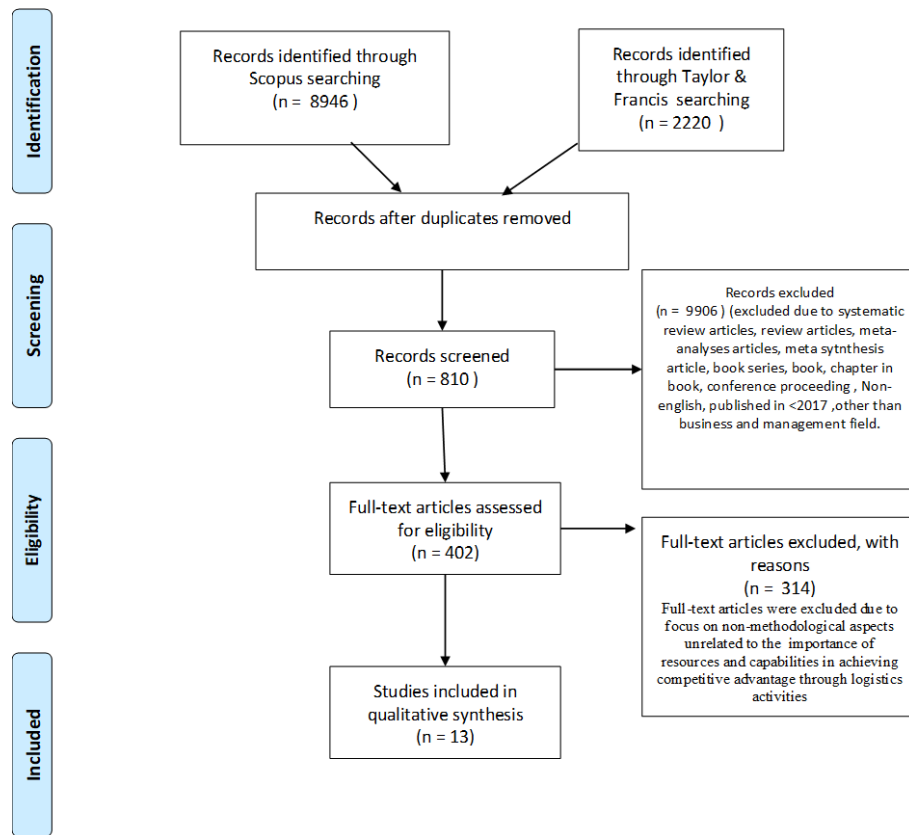 Identification
Records identified through
Scopus searching
(n = 8946 )
Records identified
through Taylor &
Francis searching
(n = 2220 )
Records after duplicates removed
Screening
Records screened
(n = 810 )
Records excluded
(n = 9906 ) (excluded due to systematic
review articles, review articles, meta-
analyses articles, meta sytnthesis
article, book series, book, chapter in
book, conference proceeding , Non-
english, published in <2017 ,other than
business and management field.
Eligibility
Full-text articles assessed
for eligibility
(n = 402)
Full-text articles excluded, with
reasons
(n = 314)
Full-text articles were excluded due to
focus on non-methodological aspects
unrelated to the importance of
resources and capabilities in achieving
competitive advantage through logistics
activities
Included
Studies included in
qualitative synthesis
(n = 13)